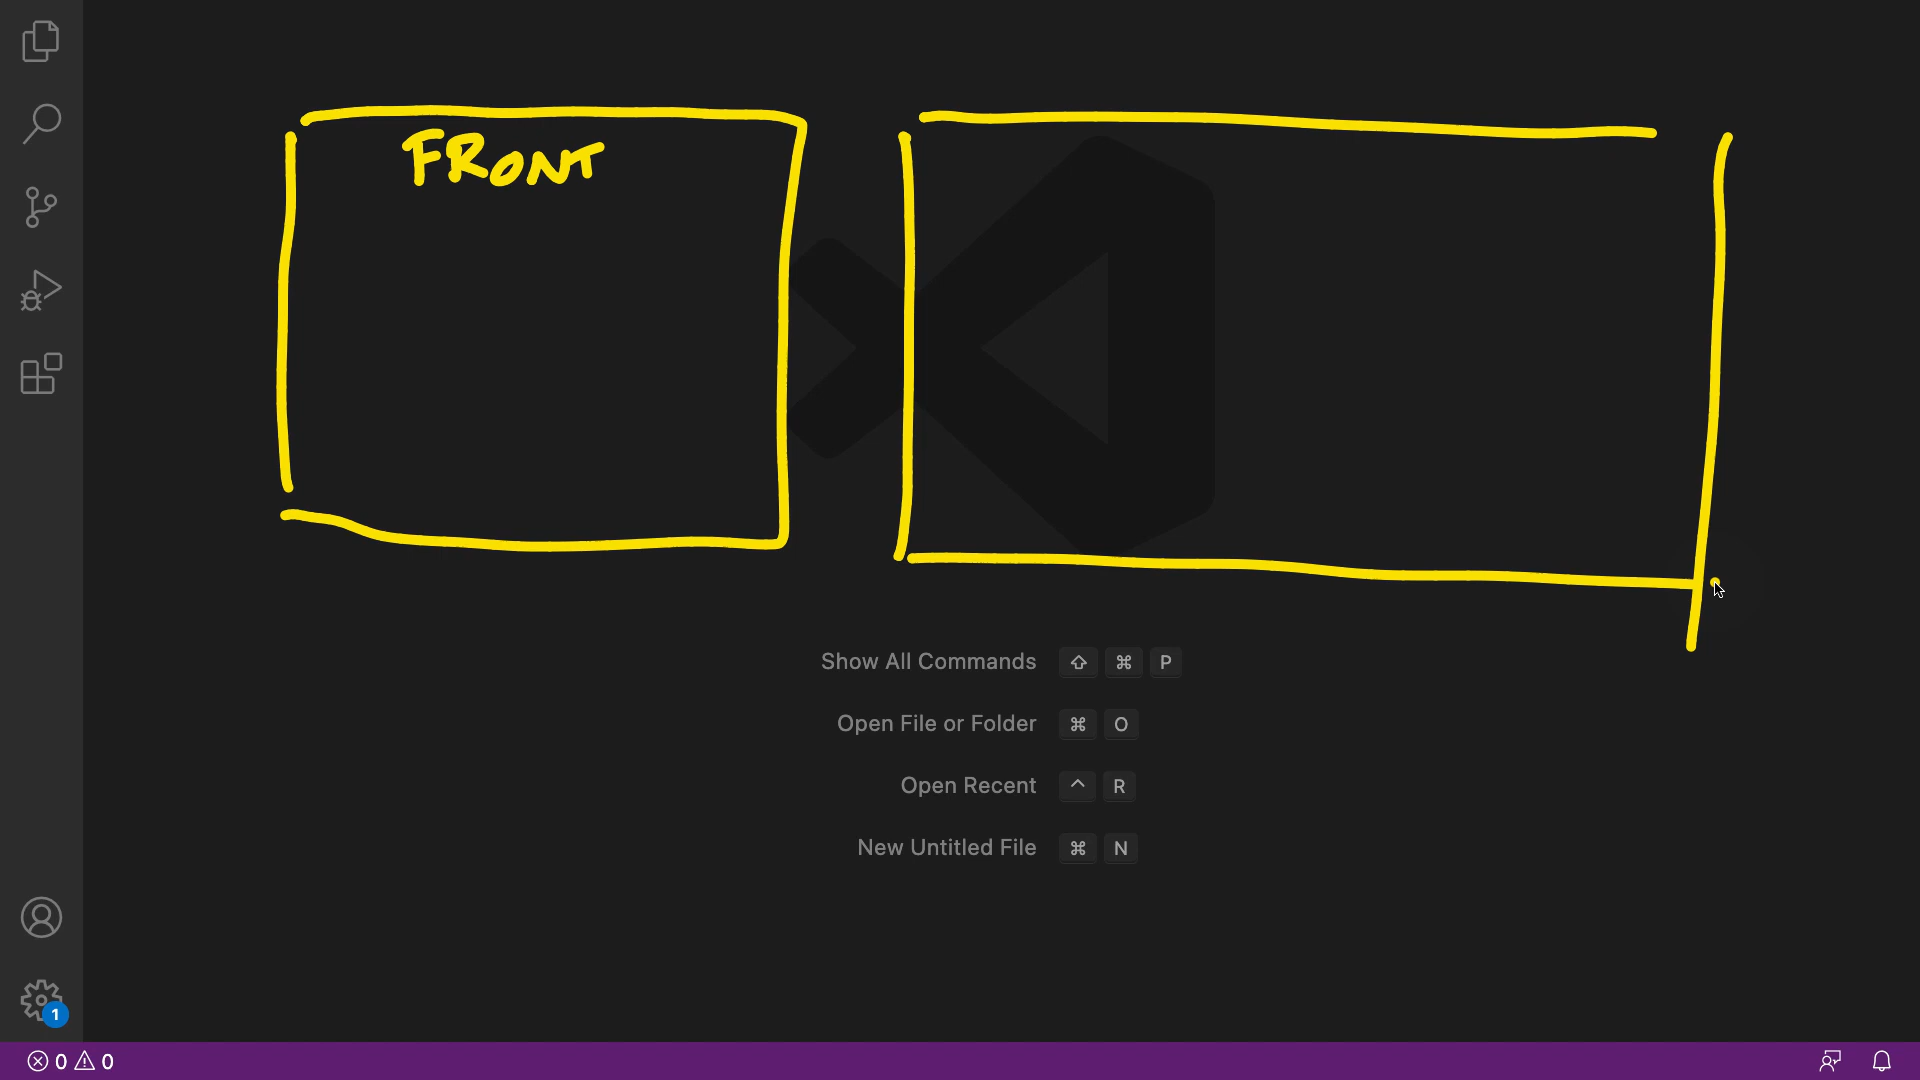 FRONT
Show All Commands ⇧ ⌘ P
Open File or Folder ⌘ O
Open Recent ^ R
New Untitled File ⌘ N
1
0 0